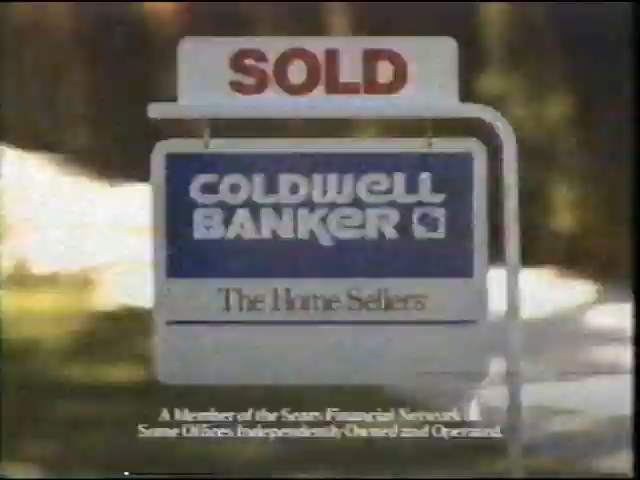 SOLD
COLDWELL
BANKER
The Home Sellers
A Member of the Sears Financial Network
Some Offices Independently Owned and Operated.